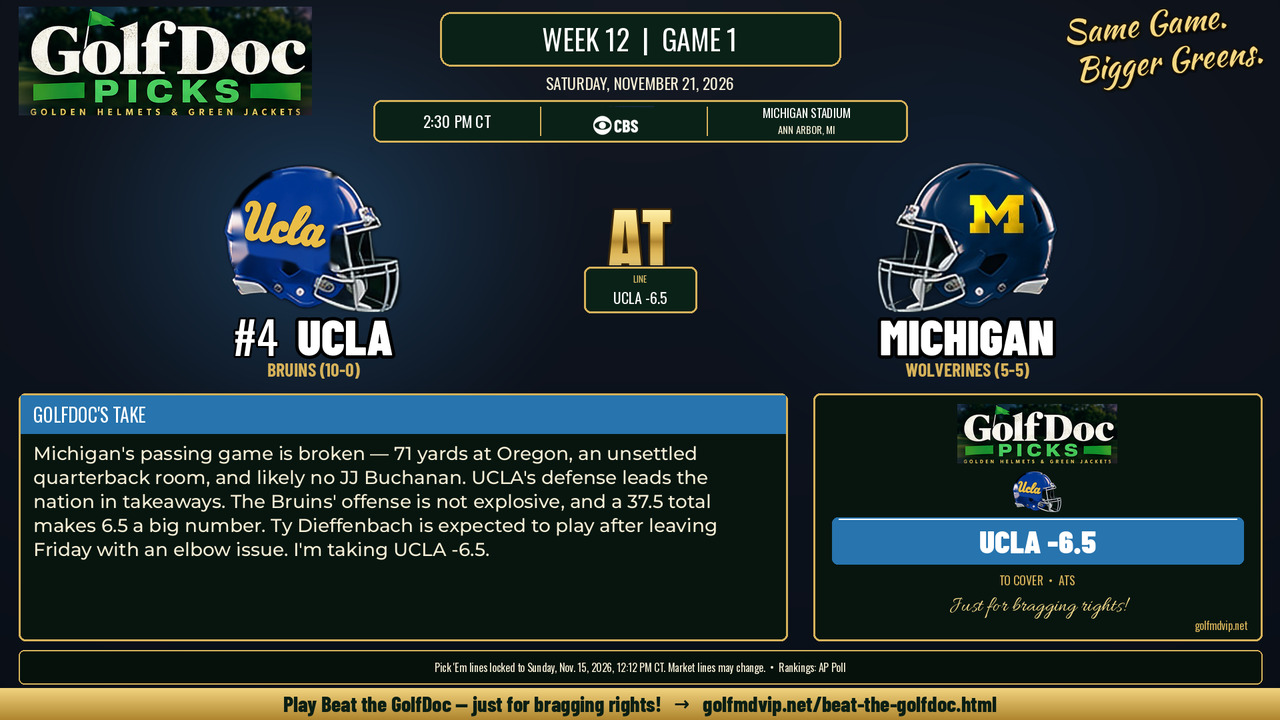 GolfDoc
PICKS
GOLDEN HELMETS & GREEN JACKETS
WEEK 12 | GAME 1
SATURDAY, NOVEMBER 21, 2026
2:30 PM CT
CBS
MICHIGAN STADIUM
ANN ARBOR, MI
Same Game.
Bigger Greens.
Ucla
M
AT
LINE
UCLA -6.5
#4 UCLA
BRUINS (10-0)
MICHIGAN
WOLVERINES (5-5)
GOLFDOC'S TAKE
Michigan's passing game is broken — 71 yards at Oregon, an unsettled
quarterback room, and likely no JJ Buchanan. UCLA's defense leads the
nation in takeaways. The Bruins' offense is not explosive, and a 37.5 total
makes 6.5 a big number. Ty Dieffenbach is expected to play after leaving
Friday with an elbow issue. I'm taking UCLA -6.5.
GolfDoc
PICKS
GOLDEN HELMETS & GREEN JACKETS
Ucla
UCLA -6.5
TO COVER • ATS
Just for bragging rights!
golfmdvip.net
Pick'Em lines locked to Sunday, Nov. 15, 2026, 12:12 PM CT. Market lines may change. • Rankings: AP Poll
Play Beat the GolfDoc — just for bragging rights! → golfmdvip.net/beat-the-golfdoc.html